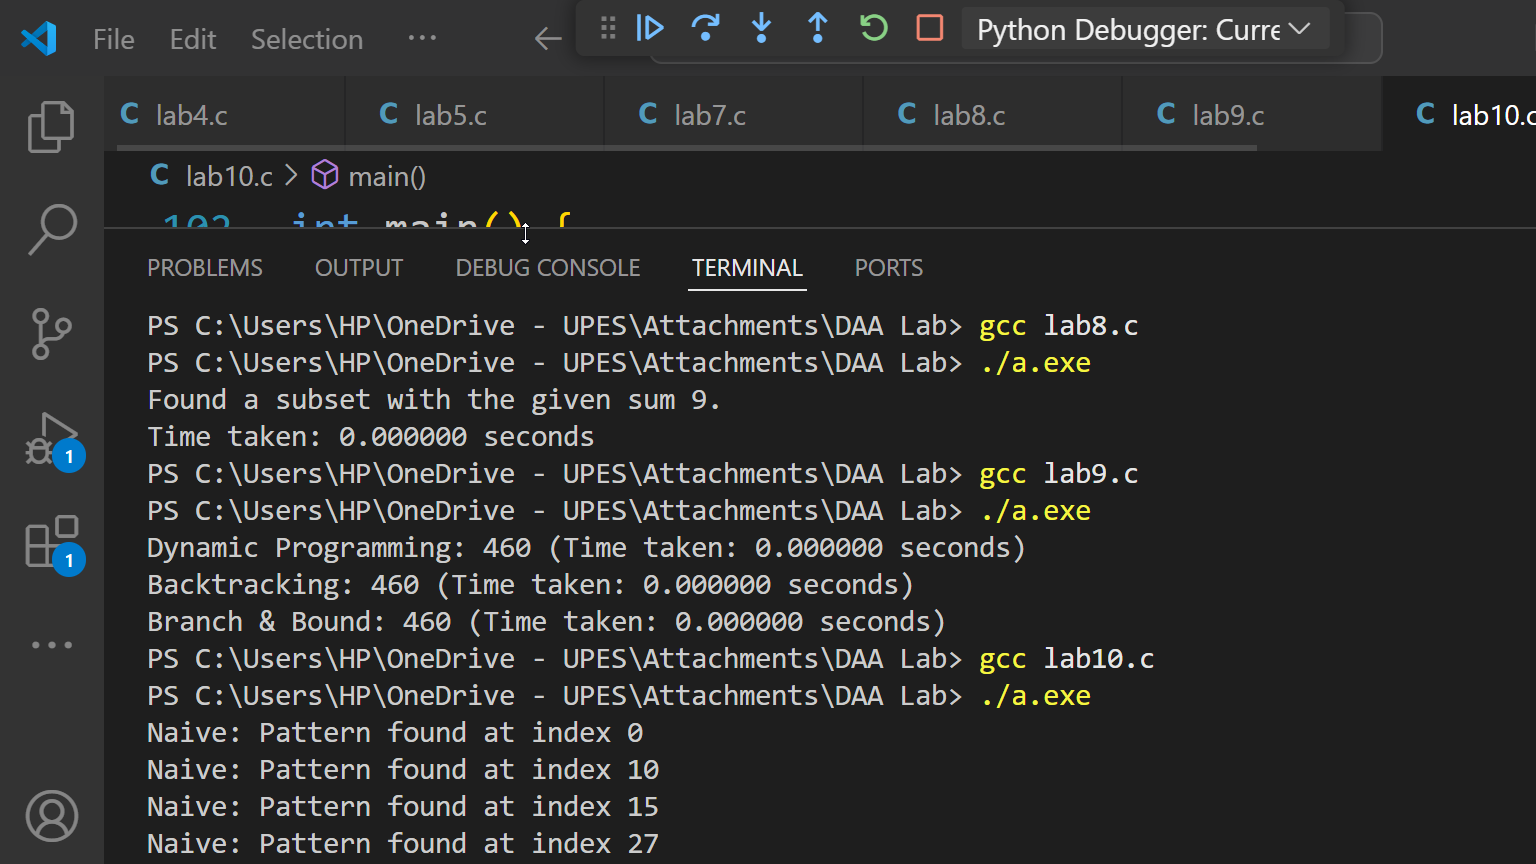 File Edit Selection ··· Python Debugger: Curre
C lab4.c C lab5.c C lab7.c C lab8.c C lab9.c C lab10.c
C lab10.c > main()
102 int main() {
PROBLEMS OUTPUT DEBUG CONSOLE TERMINAL PORTS
PS C:\Users\HP\OneDrive - UPES\Attachments\DAA Lab> gcc lab8.c
PS C:\Users\HP\OneDrive - UPES\Attachments\DAA Lab> ./a.exe
Found a subset with the given sum 9.
Time taken: 0.000000 seconds
PS C:\Users\HP\OneDrive - UPES\Attachments\DAA Lab> gcc lab9.c
PS C:\Users\HP\OneDrive - UPES\Attachments\DAA Lab> ./a.exe
1
Dynamic Programming: 460 (Time taken: 0.000000 seconds)
1
Backtracking: 460 (Time taken: 0.000000 seconds)
Branch & Bound: 460 (Time taken: 0.000000 seconds)
PS C:\Users\HP\OneDrive - UPES\Attachments\DAA Lab> gcc lab10.c
PS C:\Users\HP\OneDrive - UPES\Attachments\DAA Lab> ./a.exe
Naive: Pattern found at index 0
Naive: Pattern found at index 10
Naive: Pattern found at index 15
Naive: Pattern found at index 27